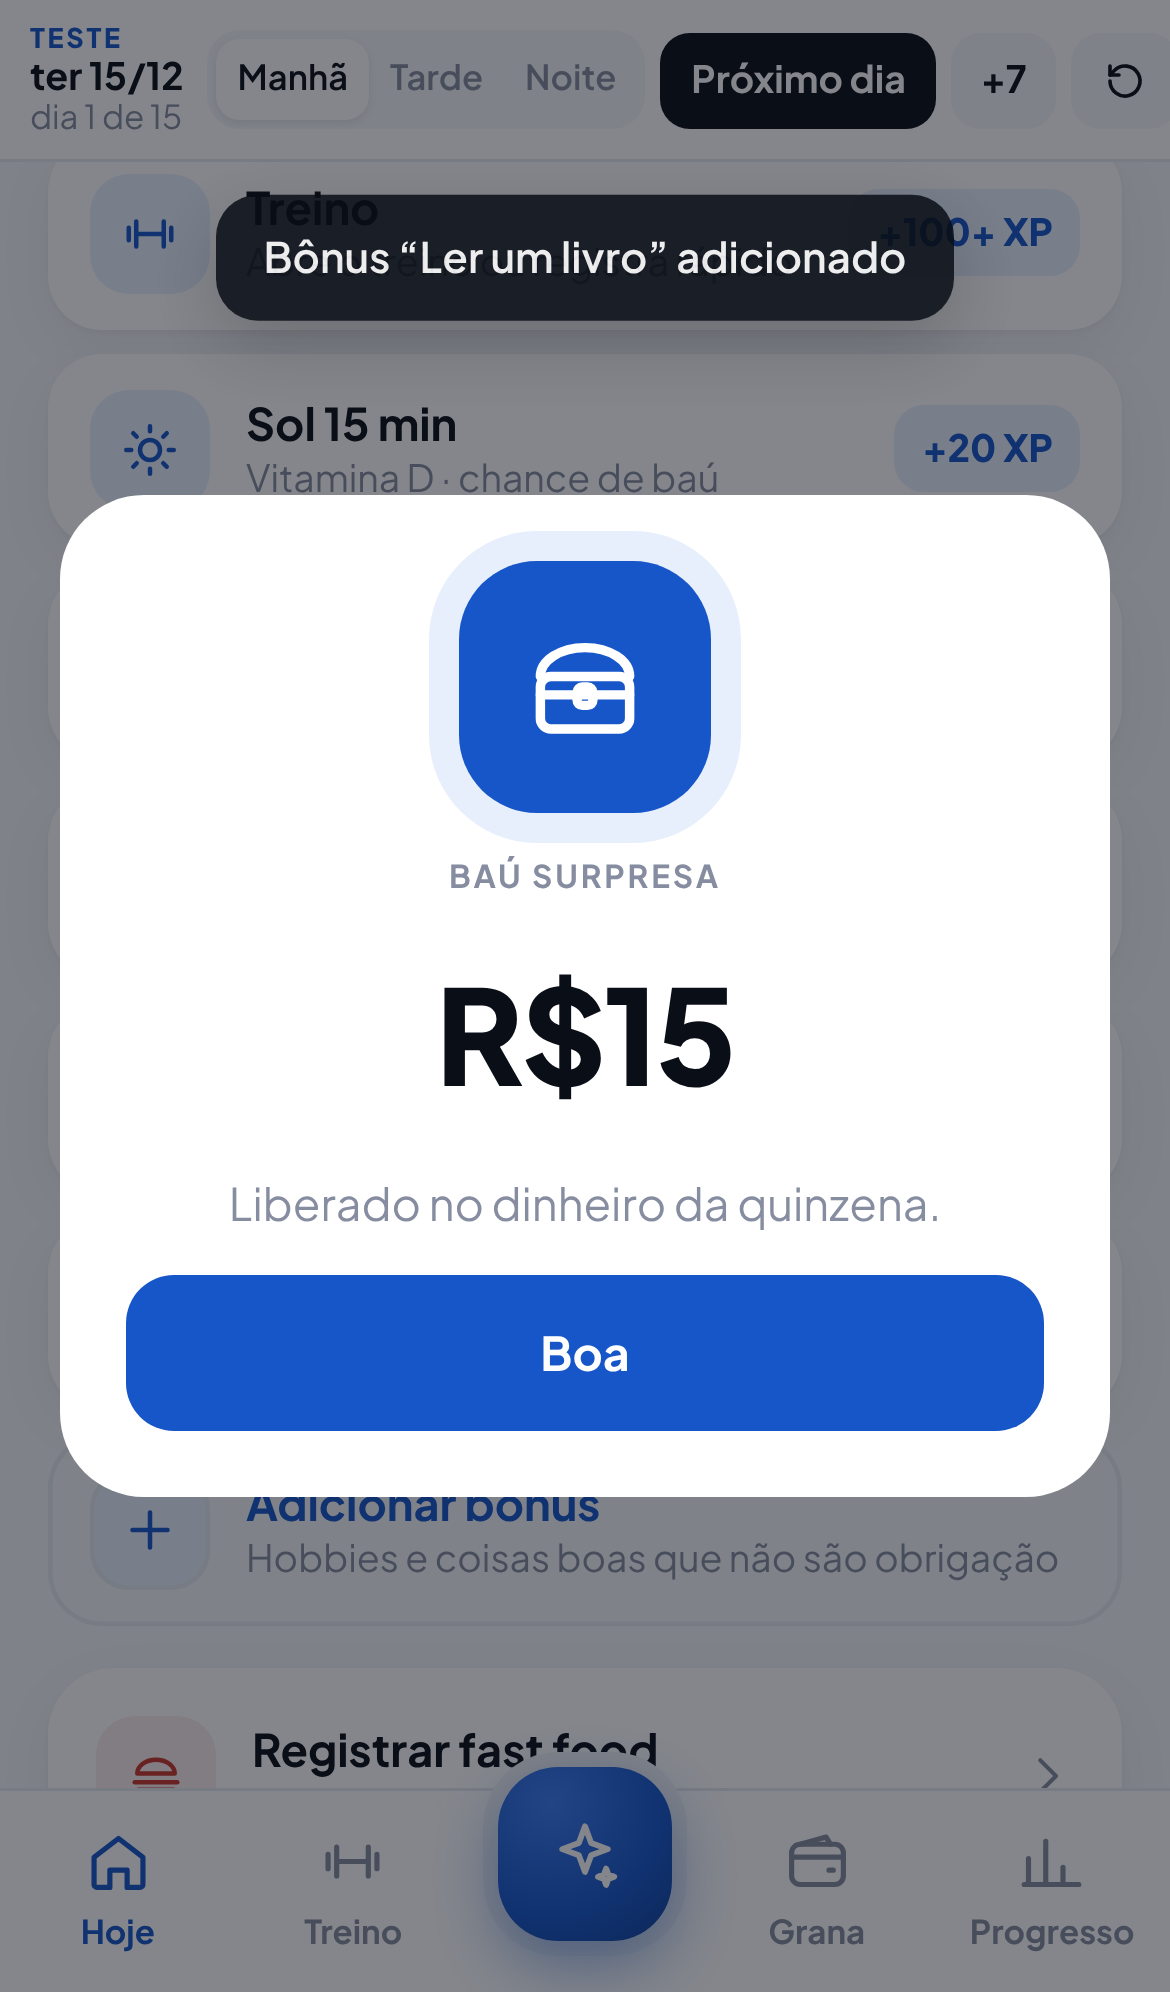 TESTE
ter 15/12
dia 1 de 15
Manhã
Tarde
Noite
Próximo dia
+7
Treino
+100+ XP
Bônus “Ler um livro” adicionado
Sol 15 min
+20 XP
Vitamina D · chance de baú
BAÚ SURPRESA
R$15
Liberado no dinheiro da quinzena.
Boa
Adicionar bônus
Hobbies e coisas boas que não são obrigação
Registrar fast food
Hoje
Treino
Grana
Progresso